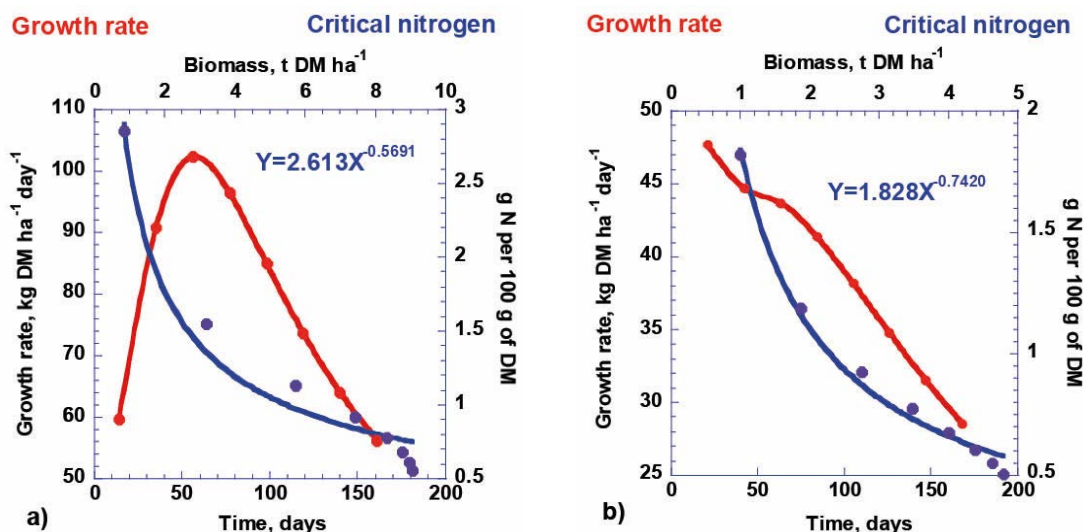 Growth rate Critical nitrogen
Biomass, t DM ha⁻¹
0 2 4 6 8 10
110
100
90
80
70
60
50
Growth rate, kg DM ha⁻¹ day⁻¹
Y=2.613X⁻⁰·⁵⁶⁹¹
3
2.5
2
1.5
1
0.5
g N per 100 g of DM
0 50 100 150 200
Time, days
a)
Growth rate Critical nitrogen
Biomass, t DM ha⁻¹
0 1 2 3 4 5
50
45
40
35
30
25
Growth rate, kg DM ha⁻¹ day⁻¹
Y=1.828X⁻⁰·⁷⁴²⁰
2
1.5
1
0.5
g N per 100 g of DM
0 50 100 150 200
Time, days
b)